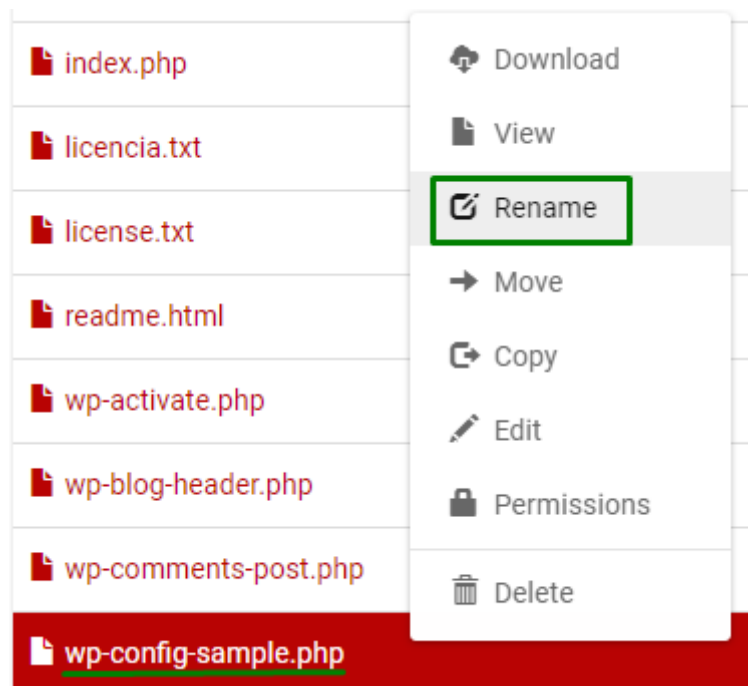 index.php
licencia.txt
license.txt
readme.html
wp-activate.php
wp-blog-header.php
wp-comments-post.php
wp-config-sample.php
Download
View
Rename
Move
Copy
Edit
Permissions
Delete